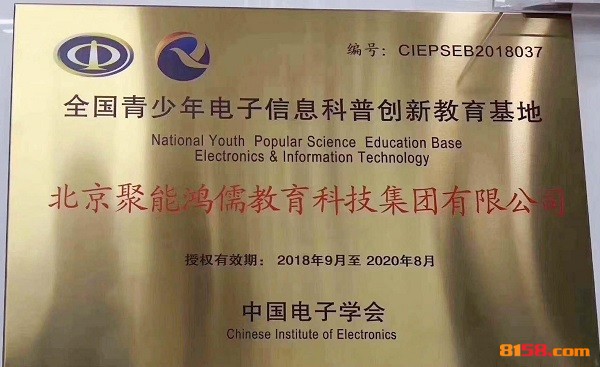 编号: CIEPSEB2018037
全国青少年电子信息科普创新教育基地
National Youth Popular Science Education Base
Electronics & Information Technology
北京聚能鸿儒教育科技集团有限公司
授权有效期: 2018年9月至2020年8月
中国电子学会
Chinese Institute of Electronics
8158.com